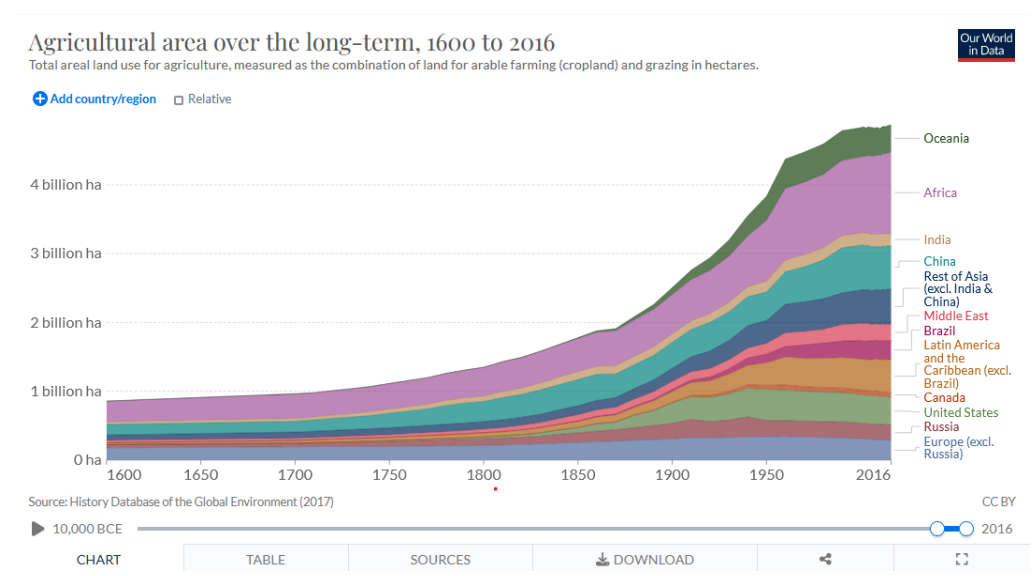 Agricultural area over the long-term, 1600 to 2016
Total areal land use for agriculture, measured as the combination of land for arable farming (cropland) and grazing in hectares.
Our World
in Data
Add country/region
Relative
4 billion ha
3 billion ha
2 billion ha
1 billion ha
0 ha
1600
1650
1700
1750
1800
1850
1900
1950
2016
Oceania
Africa
India
China
Rest of Asia
(excl. India &
China)
Middle East
Brazil
Latin America
and the
Caribbean (excl.
Brazil)
Canada
United States
Russia
Europe (excl.
Russia)
Source: History Database of the Global Environment (2017)
CC BY
10,000 BCE
2016
CHART
TABLE
SOURCES
DOWNLOAD